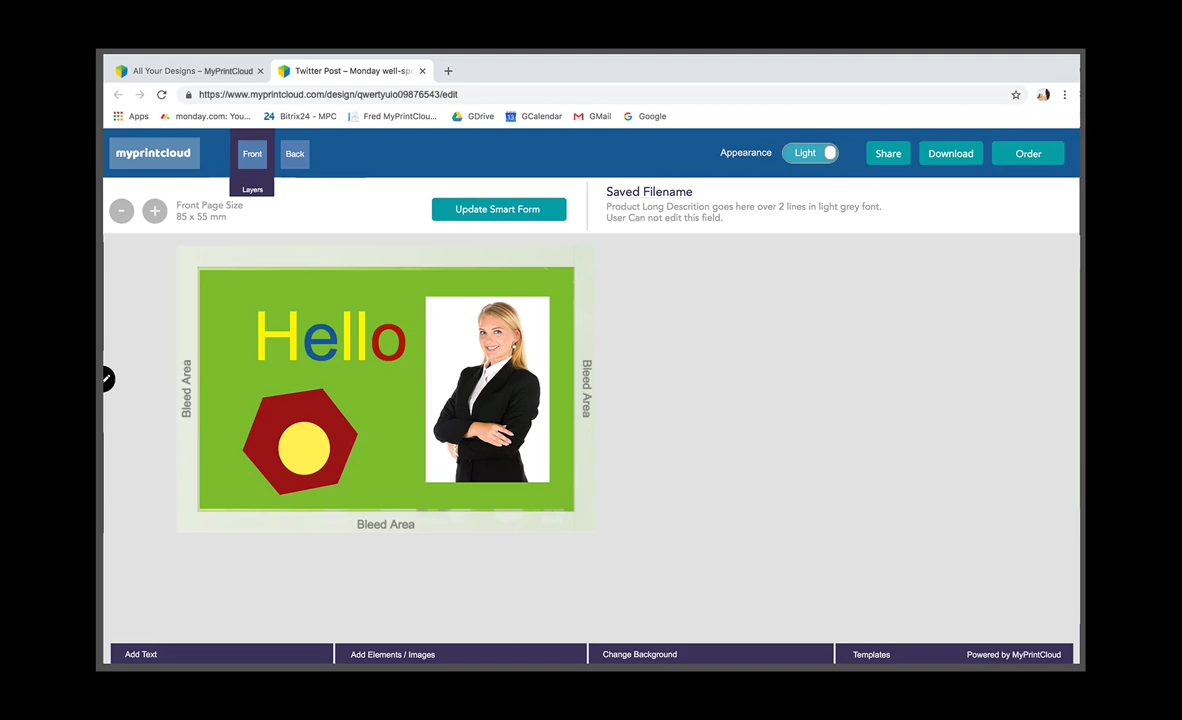 All Your Designs – MyPrintCloud
Twitter Post – Monday well-spo
https://www.myprintcloud.com/design/qwertyuio09876543/edit
Apps monday.com: You... 24 Bitrix24 - MPC Fred MyPrintClou... GDrive 13 GCalendar GMail Google
myprintcloud
Front
Back
Layers
Appearance Light Share Download Order
Front Page Size
85 x 55 mm
Update Smart Form
Saved Filename
Product Long Descrition goes here over 2 lines in light grey font.
User Can not edit this field.
Bleed Area
Hello
Bleed Area
Bleed Area
Add Text Add Elements / Images Change Background Templates Powered by MyPrintCloud